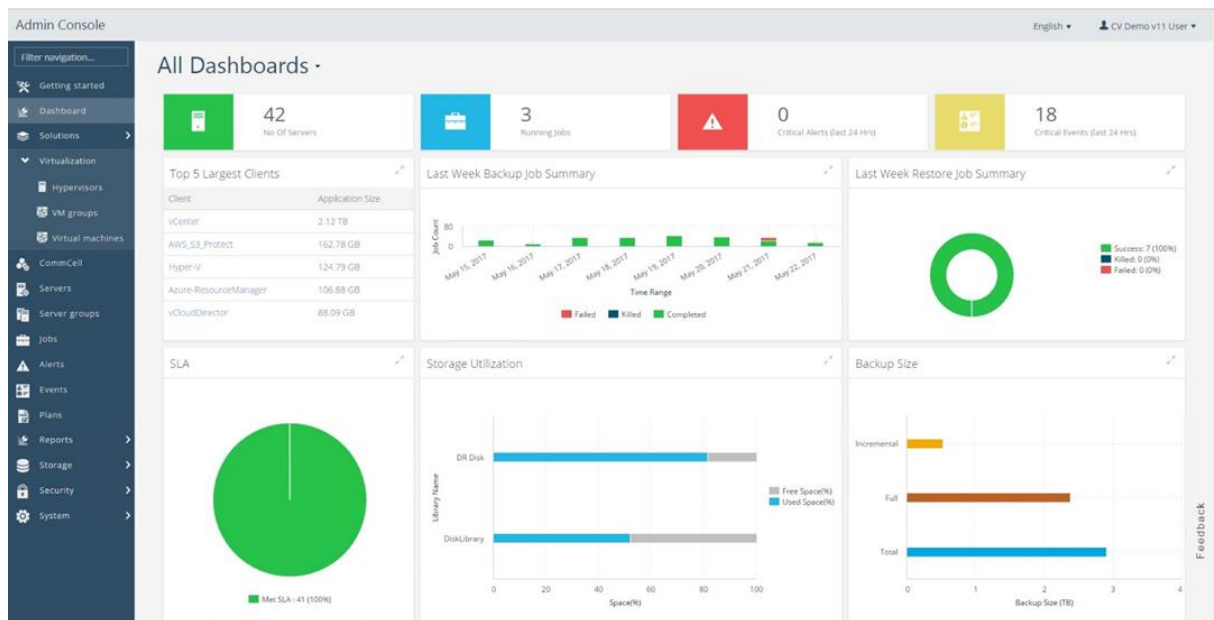 Admin Console
English
CV Demo v11 User
Filter navigation...
Getting started
Dashboard
Solutions
Virtualization
Hypervisors
VM groups
Virtual machines
CommCell
Servers
Server groups
Jobs
Alerts
Events
Plans
Reports
Storage
Security
System
All Dashboards
42
No Of Servers
3
Running Jobs
0
Critical Alerts (last 24 Hrs)
18
Critical Events (last 24 Hrs)
Top 5 Largest Clients
Client Application Size
vCenter 2.12 TB
AWS_S3_Protect 162.78 GB
Hyper-V 124.79 GB
Azure-ResourceManager 106.88 GB
vCloudDirector 88.09 GB
Last Week Backup Job Summary
Job Count
80
0
May 15, 2017
May 16, 2017
May 17, 2017
May 18, 2017
May 19, 2017
May 20, 2017
May 21, 2017
May 22, 2017
Time Range
Failed Killed Completed
Last Week Restore Job Summary
Success: 7 (100%)
Killed: 0 (0%)
Failed: 0 (0%)
SLA
Met SLA : 41 (100%)
Storage Utilization
Library Name
DR Disk
DiskLibrary
0 20 40 60 80 100
Space(%)
Free Space(%)
Used Space(%)
Backup Size
Incremental
Full
Total
0 1 2 3 4
Backup Size (TB)
Feedback